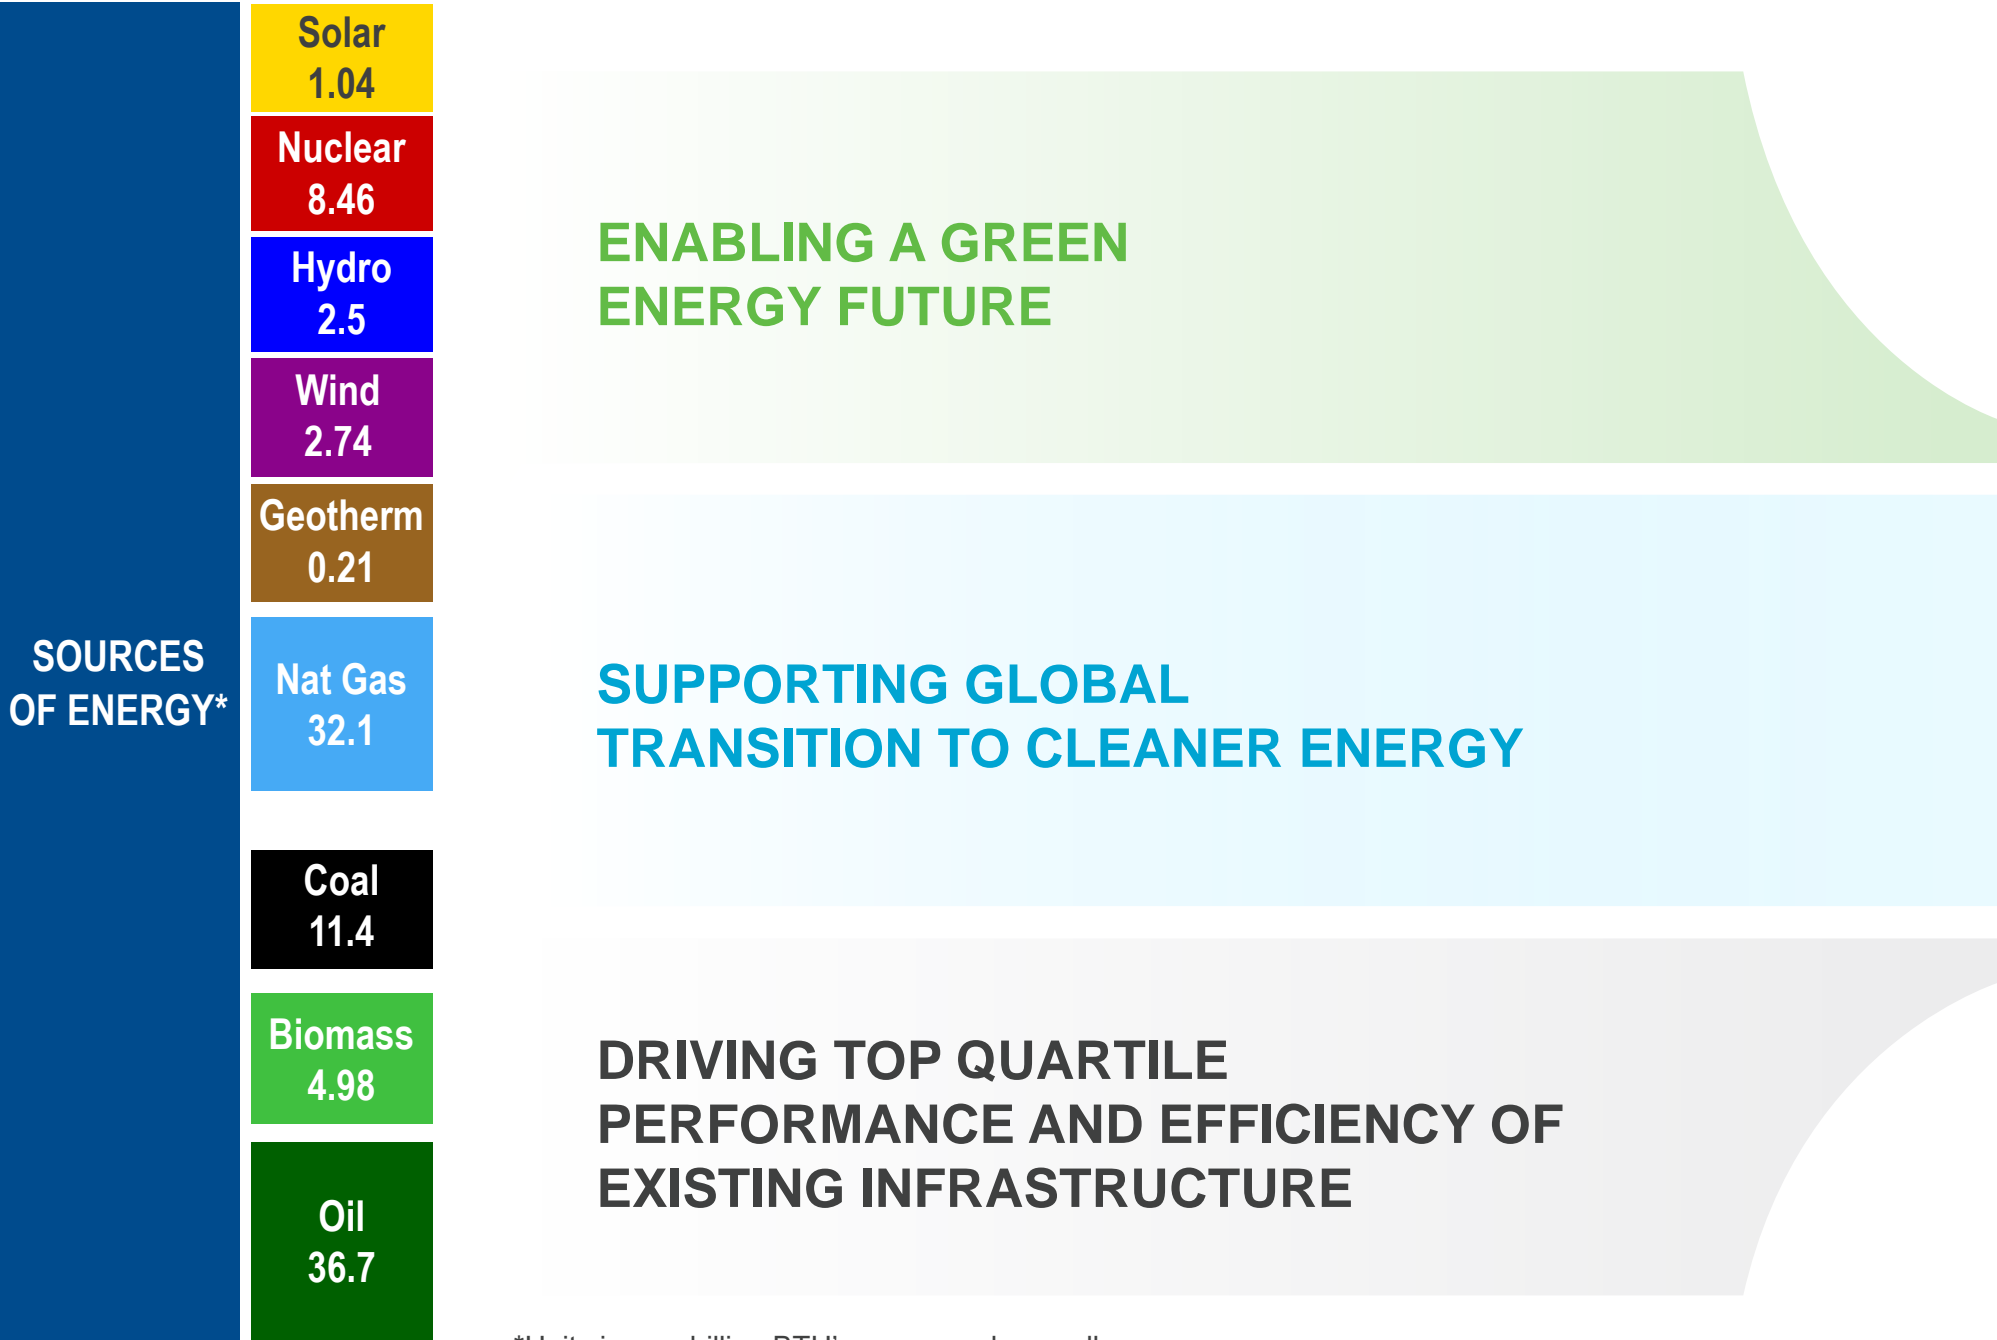 SOURCES
OF ENERGY*
Solar
1.04
Nuclear
8.46
Hydro
2.5
Wind
2.74
Geotherm
0.21
Nat Gas
32.1
Coal
11.4
Biomass
4.98
Oil
36.7
ENABLING A GREEN
ENERGY FUTURE
SUPPORTING GLOBAL
TRANSITION TO CLEANER ENERGY
DRIVING TOP QUARTILE
PERFORMANCE AND EFFICIENCY OF
EXISTING INFRASTRUCTURE